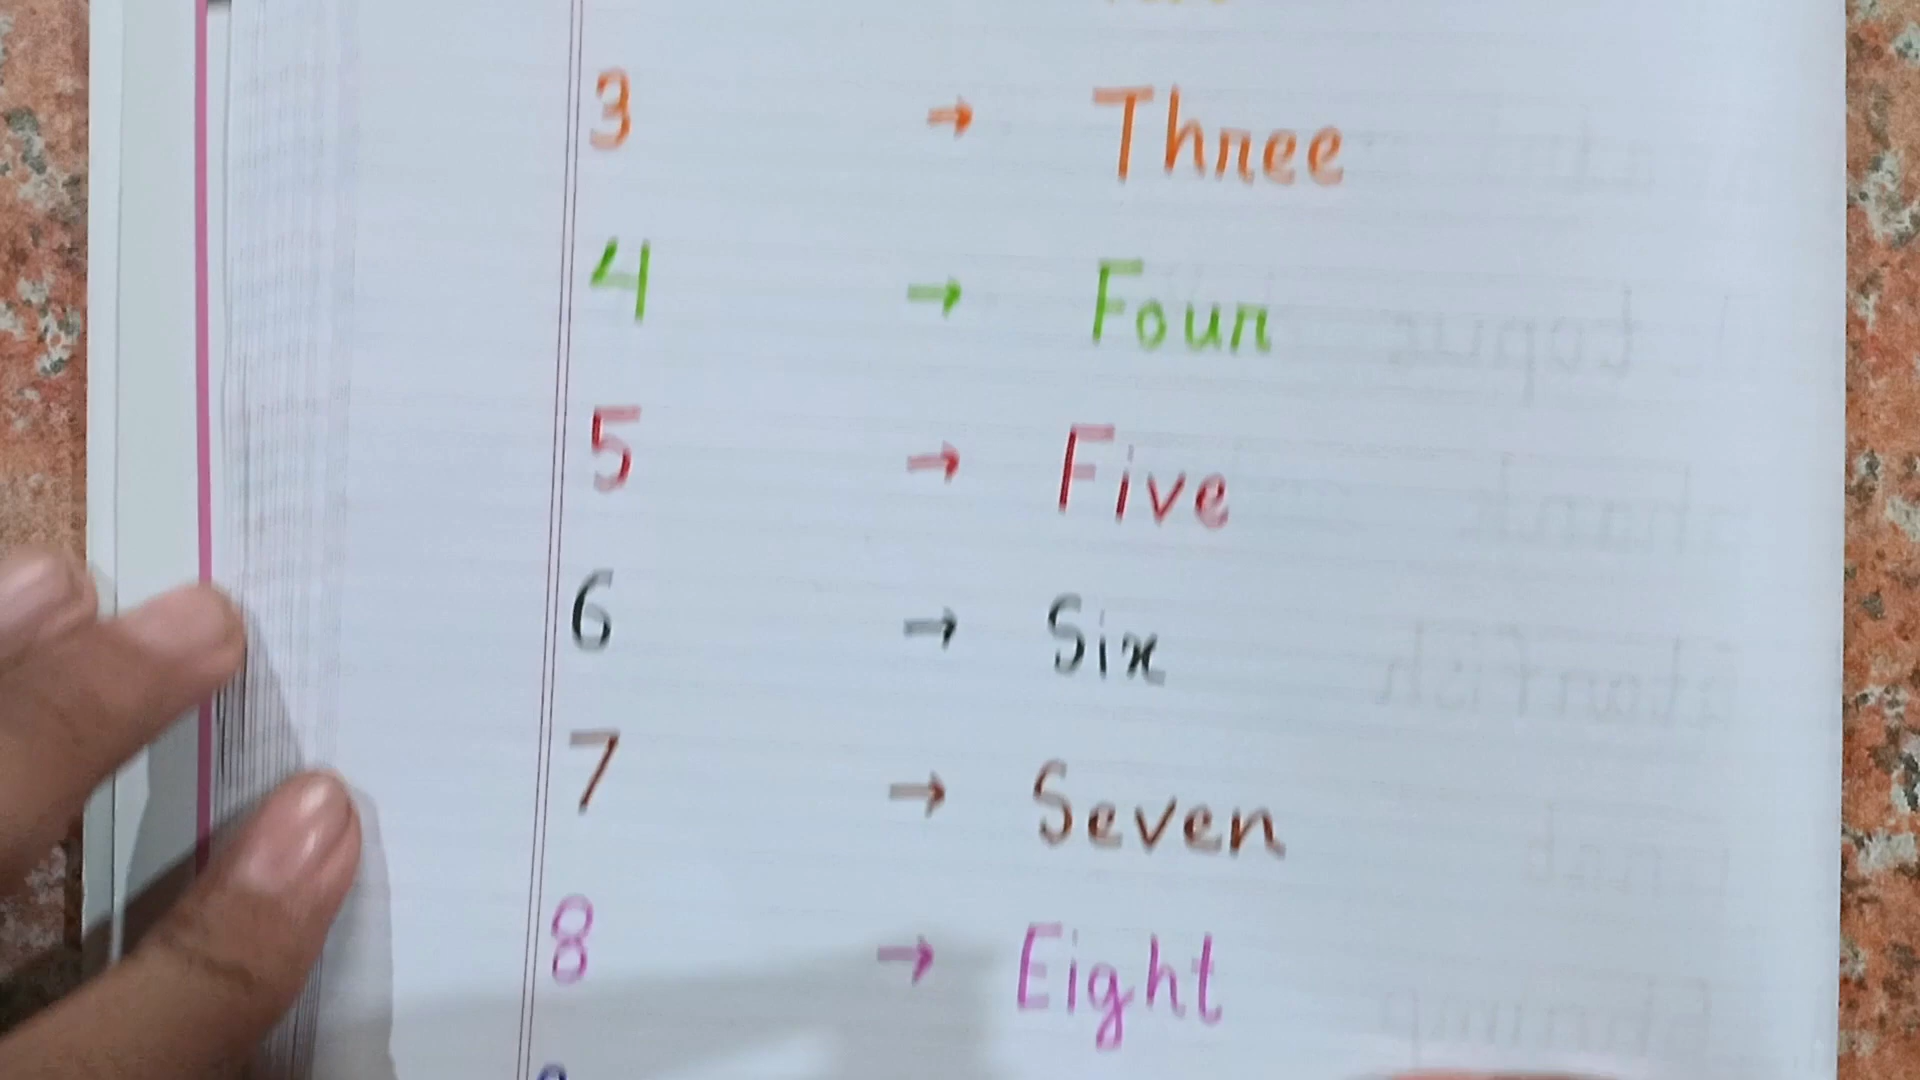 3 → Three
4 → Four
5 → Five
6 → Six
7 → Seven
8 → Eight